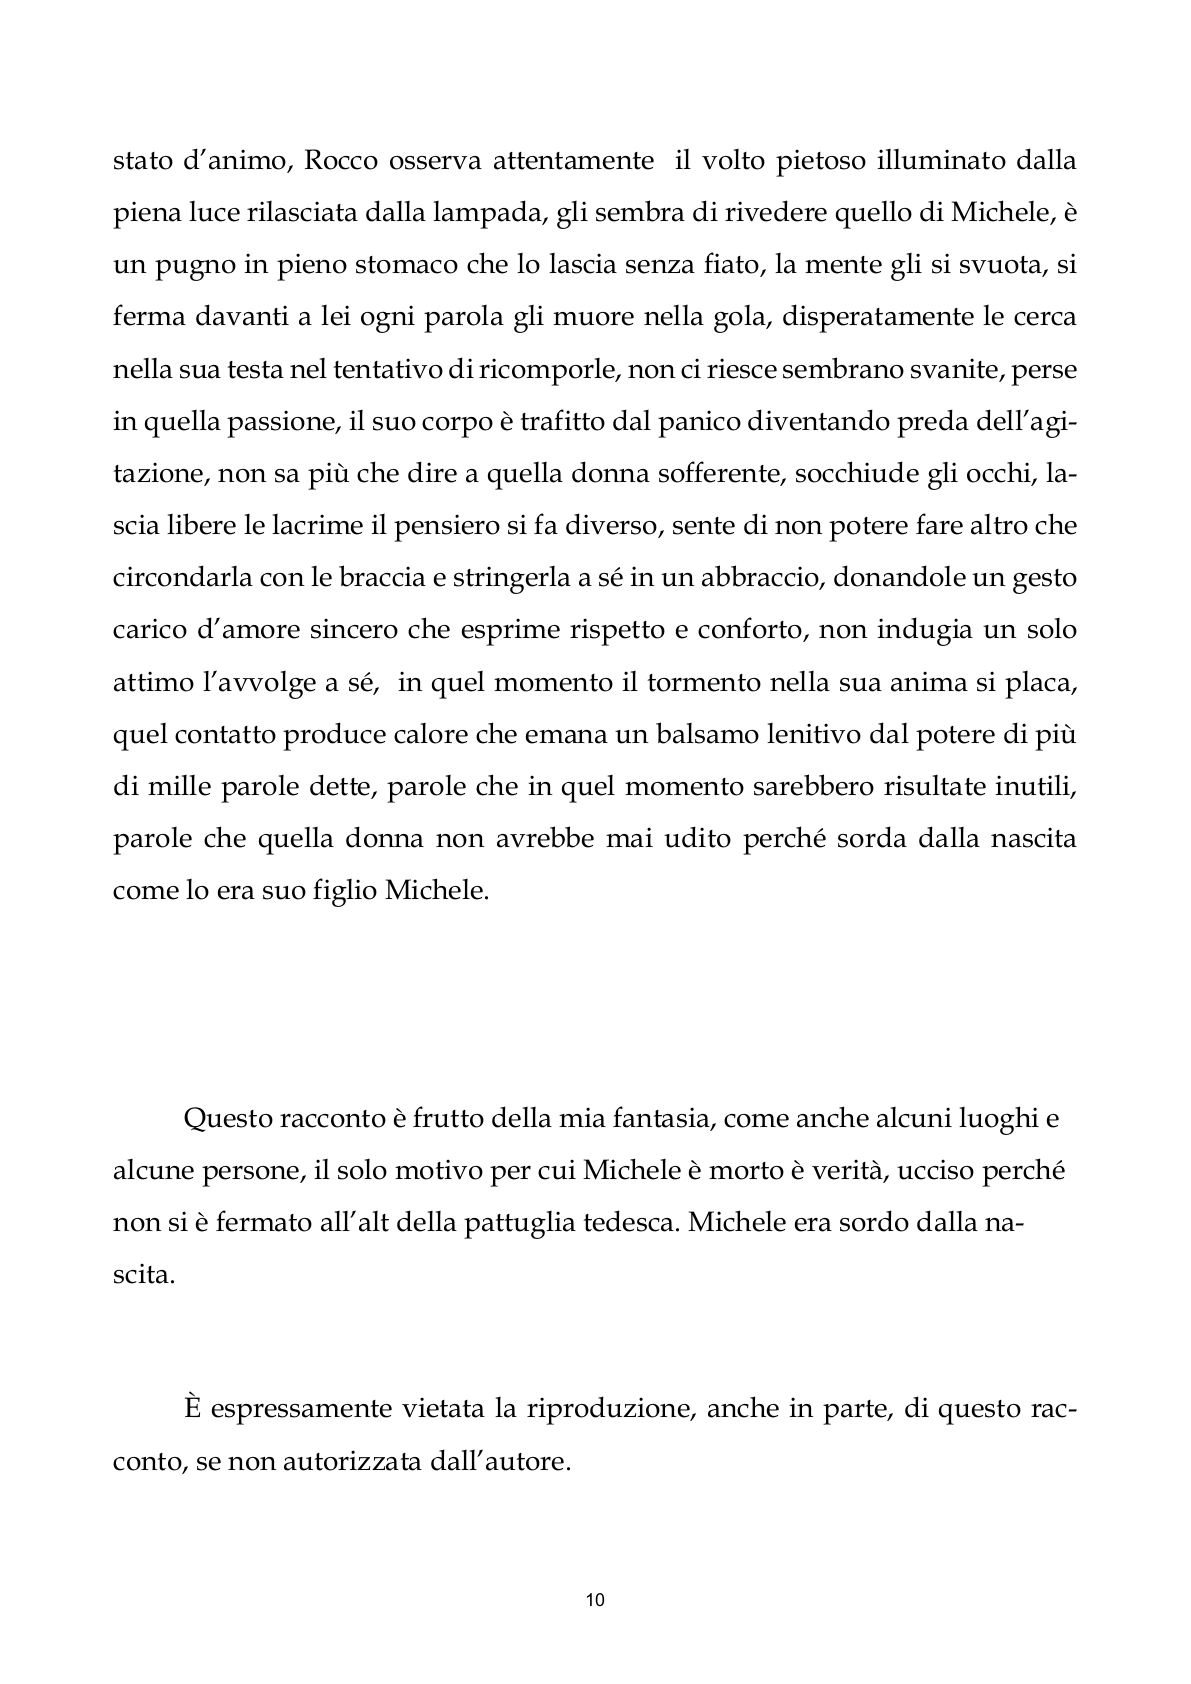 stato d’animo, Rocco osserva attentamente  il volto pietoso illuminato dalla
piena luce rilasciata dalla lampada, gli sembra di rivedere quello di Michele, è
un pugno in pieno stomaco che lo lascia senza fiato, la mente gli si svuota, si
ferma davanti a lei ogni parola gli muore nella gola, disperatamente le cerca
nella sua testa nel tentativo di ricomporle, non ci riesce sembrano svanite, perse
in quella passione, il suo corpo è trafitto dal panico diventando preda dell’agi-
tazione, non sa più che dire a quella donna sofferente, socchiude gli occhi, la-
scia libere le lacrime il pensiero si fa diverso, sente di non potere fare altro che
circondarla con le braccia e stringerla a sé in un abbraccio, donandole un gesto
carico d’amore sincero che esprime rispetto e conforto, non indugia un solo
attimo l’avvolge a sé,  in quel momento il tormento nella sua anima si placa,
quel contatto produce calore che emana un balsamo lenitivo dal potere di più
di mille parole dette, parole che in quel momento sarebbero risultate inutili,
parole che quella donna non avrebbe mai udito perché sorda dalla nascita
come lo era suo figlio Michele.
Questo racconto è frutto della mia fantasia, come anche alcuni luoghi e
alcune persone, il solo motivo per cui Michele è morto è verità, ucciso perché
non si è fermato all’alt della pattuglia tedesca. Michele era sordo dalla na-
scita.
È espressamente vietata la riproduzione, anche in parte, di questo rac-
conto, se non autorizzata dall’autore.
10